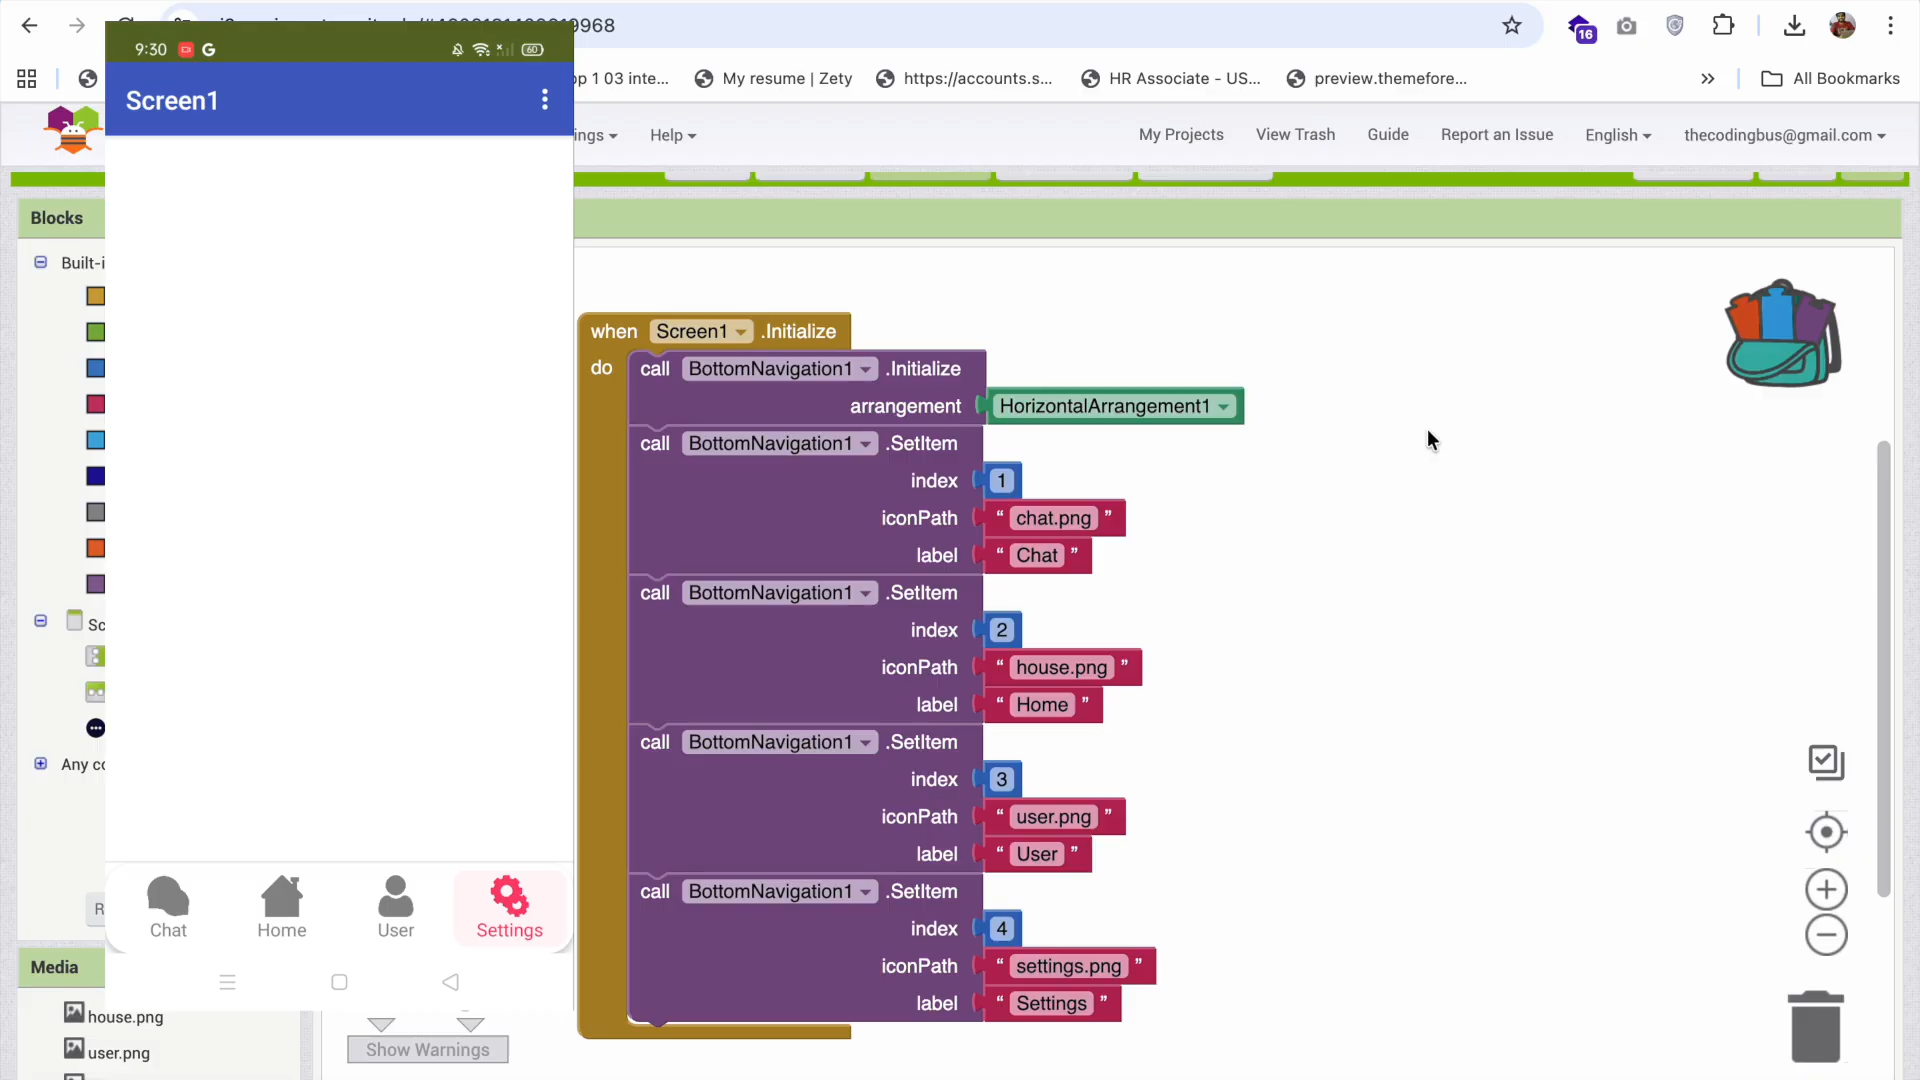 9968
9:30
G
60
16
Screen1
op 1 03 inte...
My resume | Zety
https://accounts.s...
HR Associate - US...
preview.themefore...
All Bookmarks
ings
Help
My Projects
View Trash
Guide
Report an Issue
English
thecodingbus@gmail.com
Blocks
Built-i
Sc
Any co
R
Media
house.png
user.png
Show Warnings
when Screen1 .Initialize
do call BottomNavigation1 .Initialize
arrangement HorizontalArrangement1
call BottomNavigation1 .SetItem
index 1
iconPath “ chat.png ”
label “ Chat ”
call BottomNavigation1 .SetItem
index 2
iconPath “ house.png ”
label “ Home ”
call BottomNavigation1 .SetItem
index 3
iconPath “ user.png ”
label “ User ”
call BottomNavigation1 .SetItem
index 4
iconPath “ settings.png ”
label “ Settings ”
Chat
Home
User
Settings